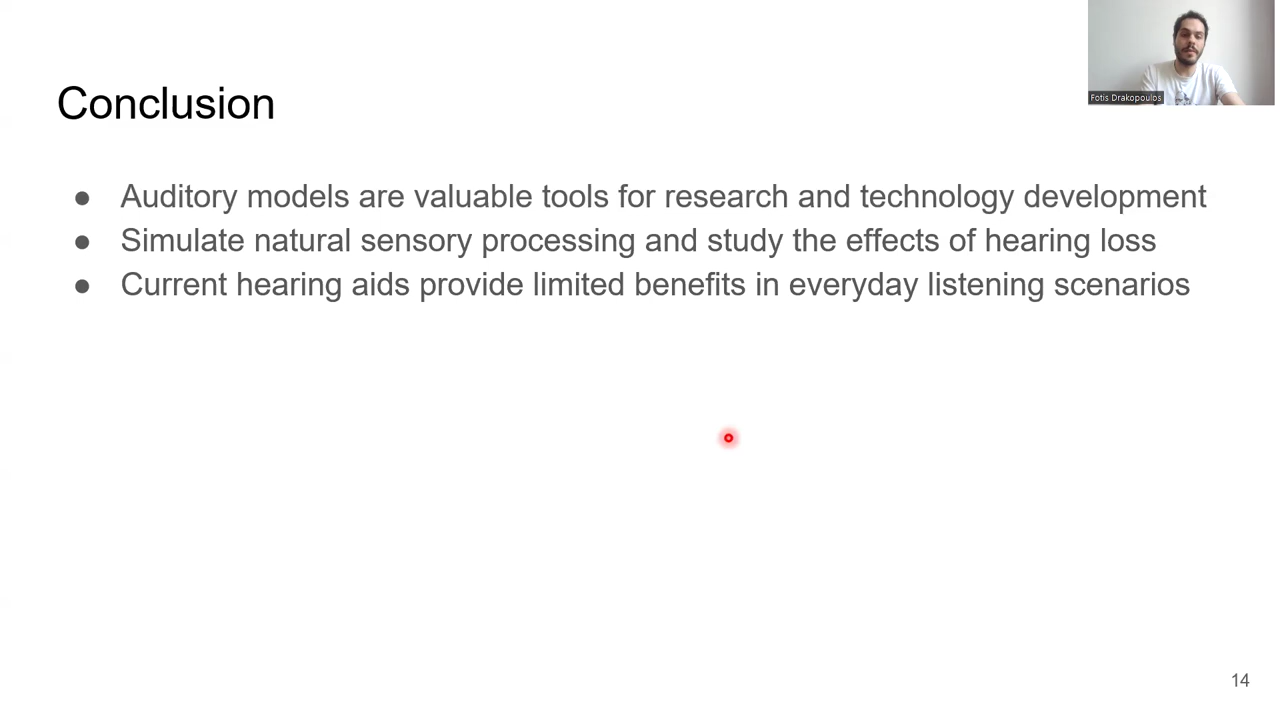 Fotis Drakopoulos
Conclusion
● Auditory models are valuable tools for research and technology development
● Simulate natural sensory processing and study the effects of hearing loss
● Current hearing aids provide limited benefits in everyday listening scenarios
14